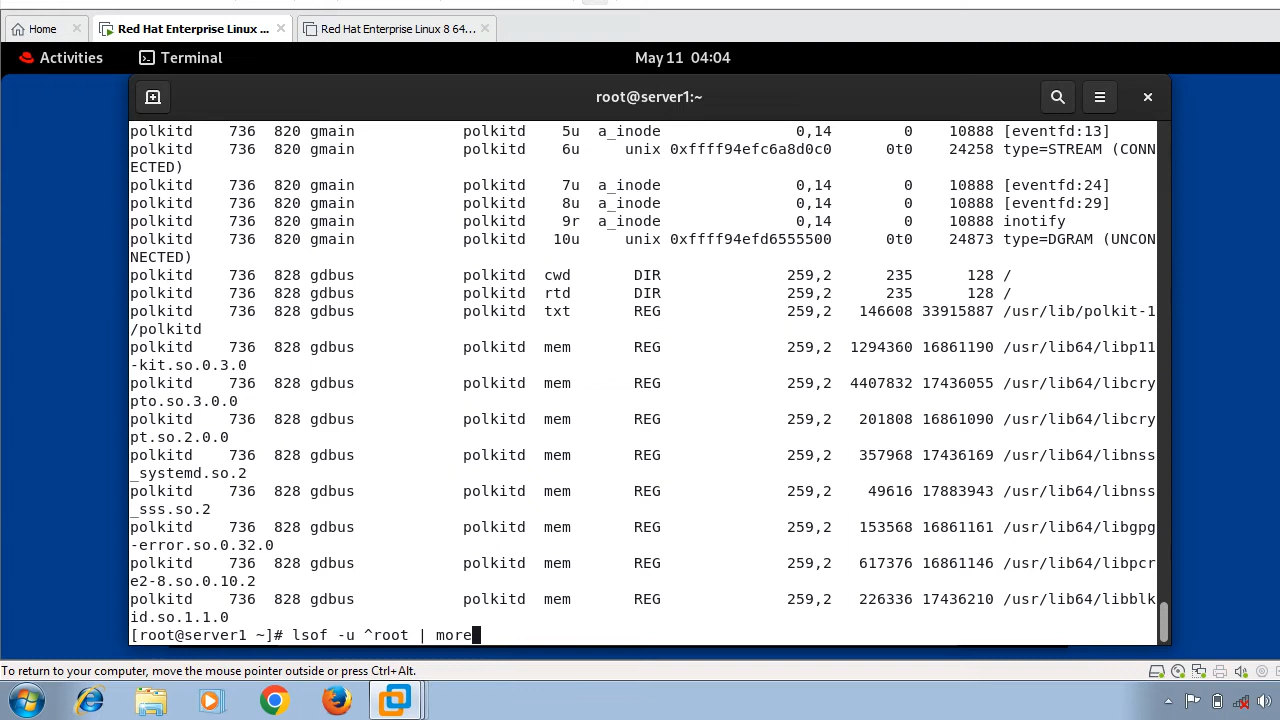 Home × Red Hat Enterprise Linux ... × Red Hat Enterprise Linux 8 64... ×
Activities Terminal May 11 04:04
root@server1:~
polkitd 736 820 gmain polkitd 5u a_inode 0,14 0 10888 [eventfd:13]
polkitd 736 820 gmain polkitd 6u unix 0xffff94efc6a8d0c0 0t0 24258 type=STREAM (CONN
ECTED)
polkitd 736 820 gmain polkitd 7u a_inode 0,14 0 10888 [eventfd:24]
polkitd 736 820 gmain polkitd 8u a_inode 0,14 0 10888 [eventfd:29]
polkitd 736 820 gmain polkitd 9r a_inode 0,14 0 10888 inotify
polkitd 736 820 gmain polkitd 10u unix 0xffff94efd6555500 0t0 24873 type=DGRAM (UNCON
NECTED)
polkitd 736 828 gdbus polkitd cwd DIR 259,2 235 128 /
polkitd 736 828 gdbus polkitd rtd DIR 259,2 235 128 /
polkitd 736 828 gdbus polkitd txt REG 259,2 146608 33915887 /usr/lib/polkit-1
/polkitd
polkitd 736 828 gdbus polkitd mem REG 259,2 1294360 16861190 /usr/lib64/libp11
-kit.so.0.3.0
polkitd 736 828 gdbus polkitd mem REG 259,2 4407832 17436055 /usr/lib64/libcry
pto.so.3.0.0
polkitd 736 828 gdbus polkitd mem REG 259,2 201808 16861090 /usr/lib64/libcry
pt.so.2.0.0
polkitd 736 828 gdbus polkitd mem REG 259,2 357968 17436169 /usr/lib64/libnss
_systemd.so.2
polkitd 736 828 gdbus polkitd mem REG 259,2 49616 17883943 /usr/lib64/libnss
_sss.so.2
polkitd 736 828 gdbus polkitd mem REG 259,2 153568 16861161 /usr/lib64/libgpg
-error.so.0.32.0
polkitd 736 828 gdbus polkitd mem REG 259,2 617376 16861146 /usr/lib64/libpcr
e2-8.so.0.10.2
polkitd 736 828 gdbus polkitd mem REG 259,2 226336 17436210 /usr/lib64/libblk
id.so.1.1.0
[root@server1 ~]# lsof -u ^root | more
To return to your computer, move the mouse pointer outside or press Ctrl+Alt.